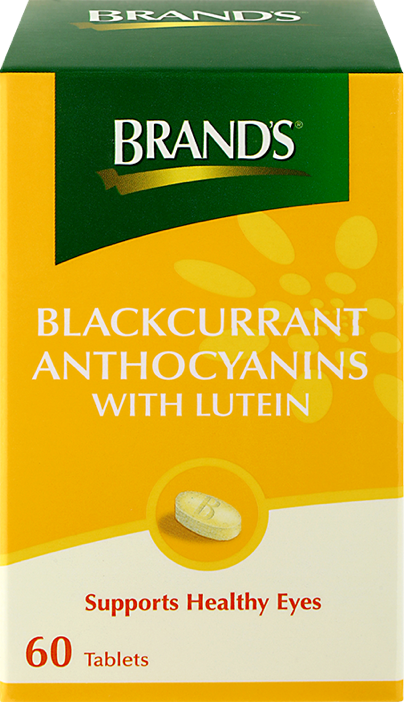 BRAND'S
BRAND'S®
BLACKCURRANT
ANTHOCYANINS
WITH LUTEIN
B
Supports Healthy Eyes
60 Tablets